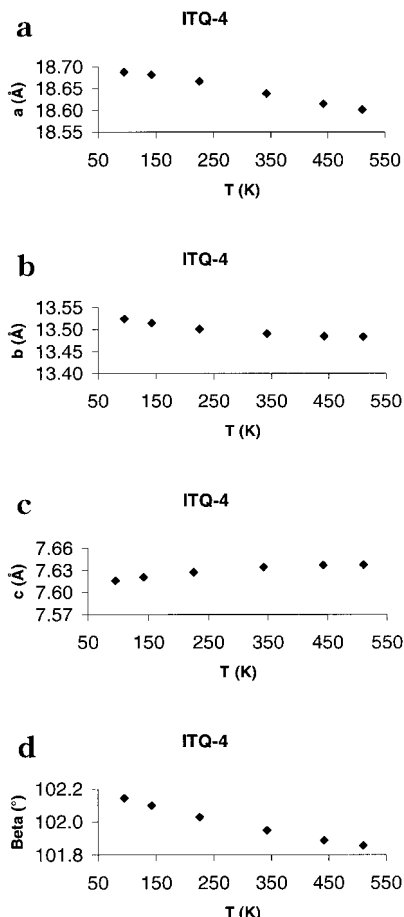 ITQ-4
a
18.70
18.65
18.60
18.55
a (Å)
50 150 250 350 450 550
T (K)
ITQ-4
b
13.55
13.50
13.45
13.40
b (Å)
50 150 250 350 450 550
T (K)
ITQ-4
c
7.66
7.63
7.60
7.57
c (Å)
50 150 250 350 450 550
T (K)
ITQ-4
d
102.2
102.0
101.8
Beta (°)
50 150 250 350 450 550
T (K)